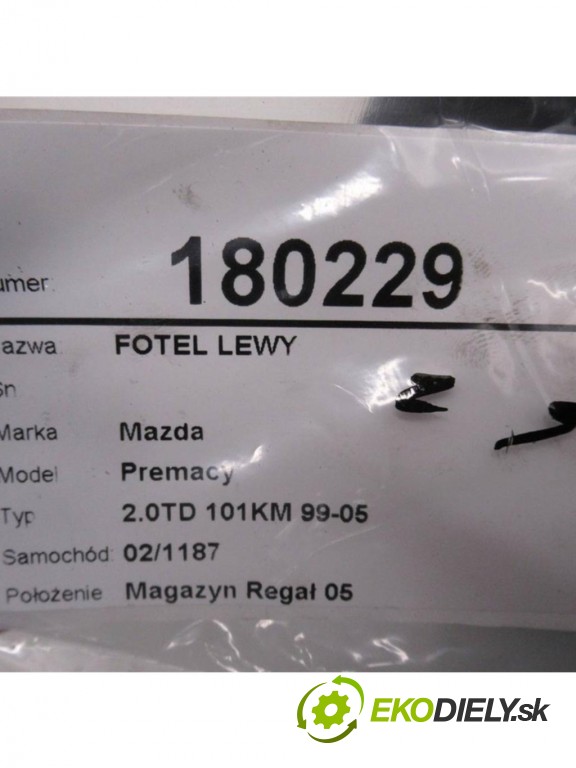 umer: 180229
azwa: FOTEL LEWY
Sn
Marka Mazda
Model Premacy
Typ 2.0TD 101KM 99-05
Samochód: 02/1187
Położenie Magazyn Regał 05
EKODIELY.sk